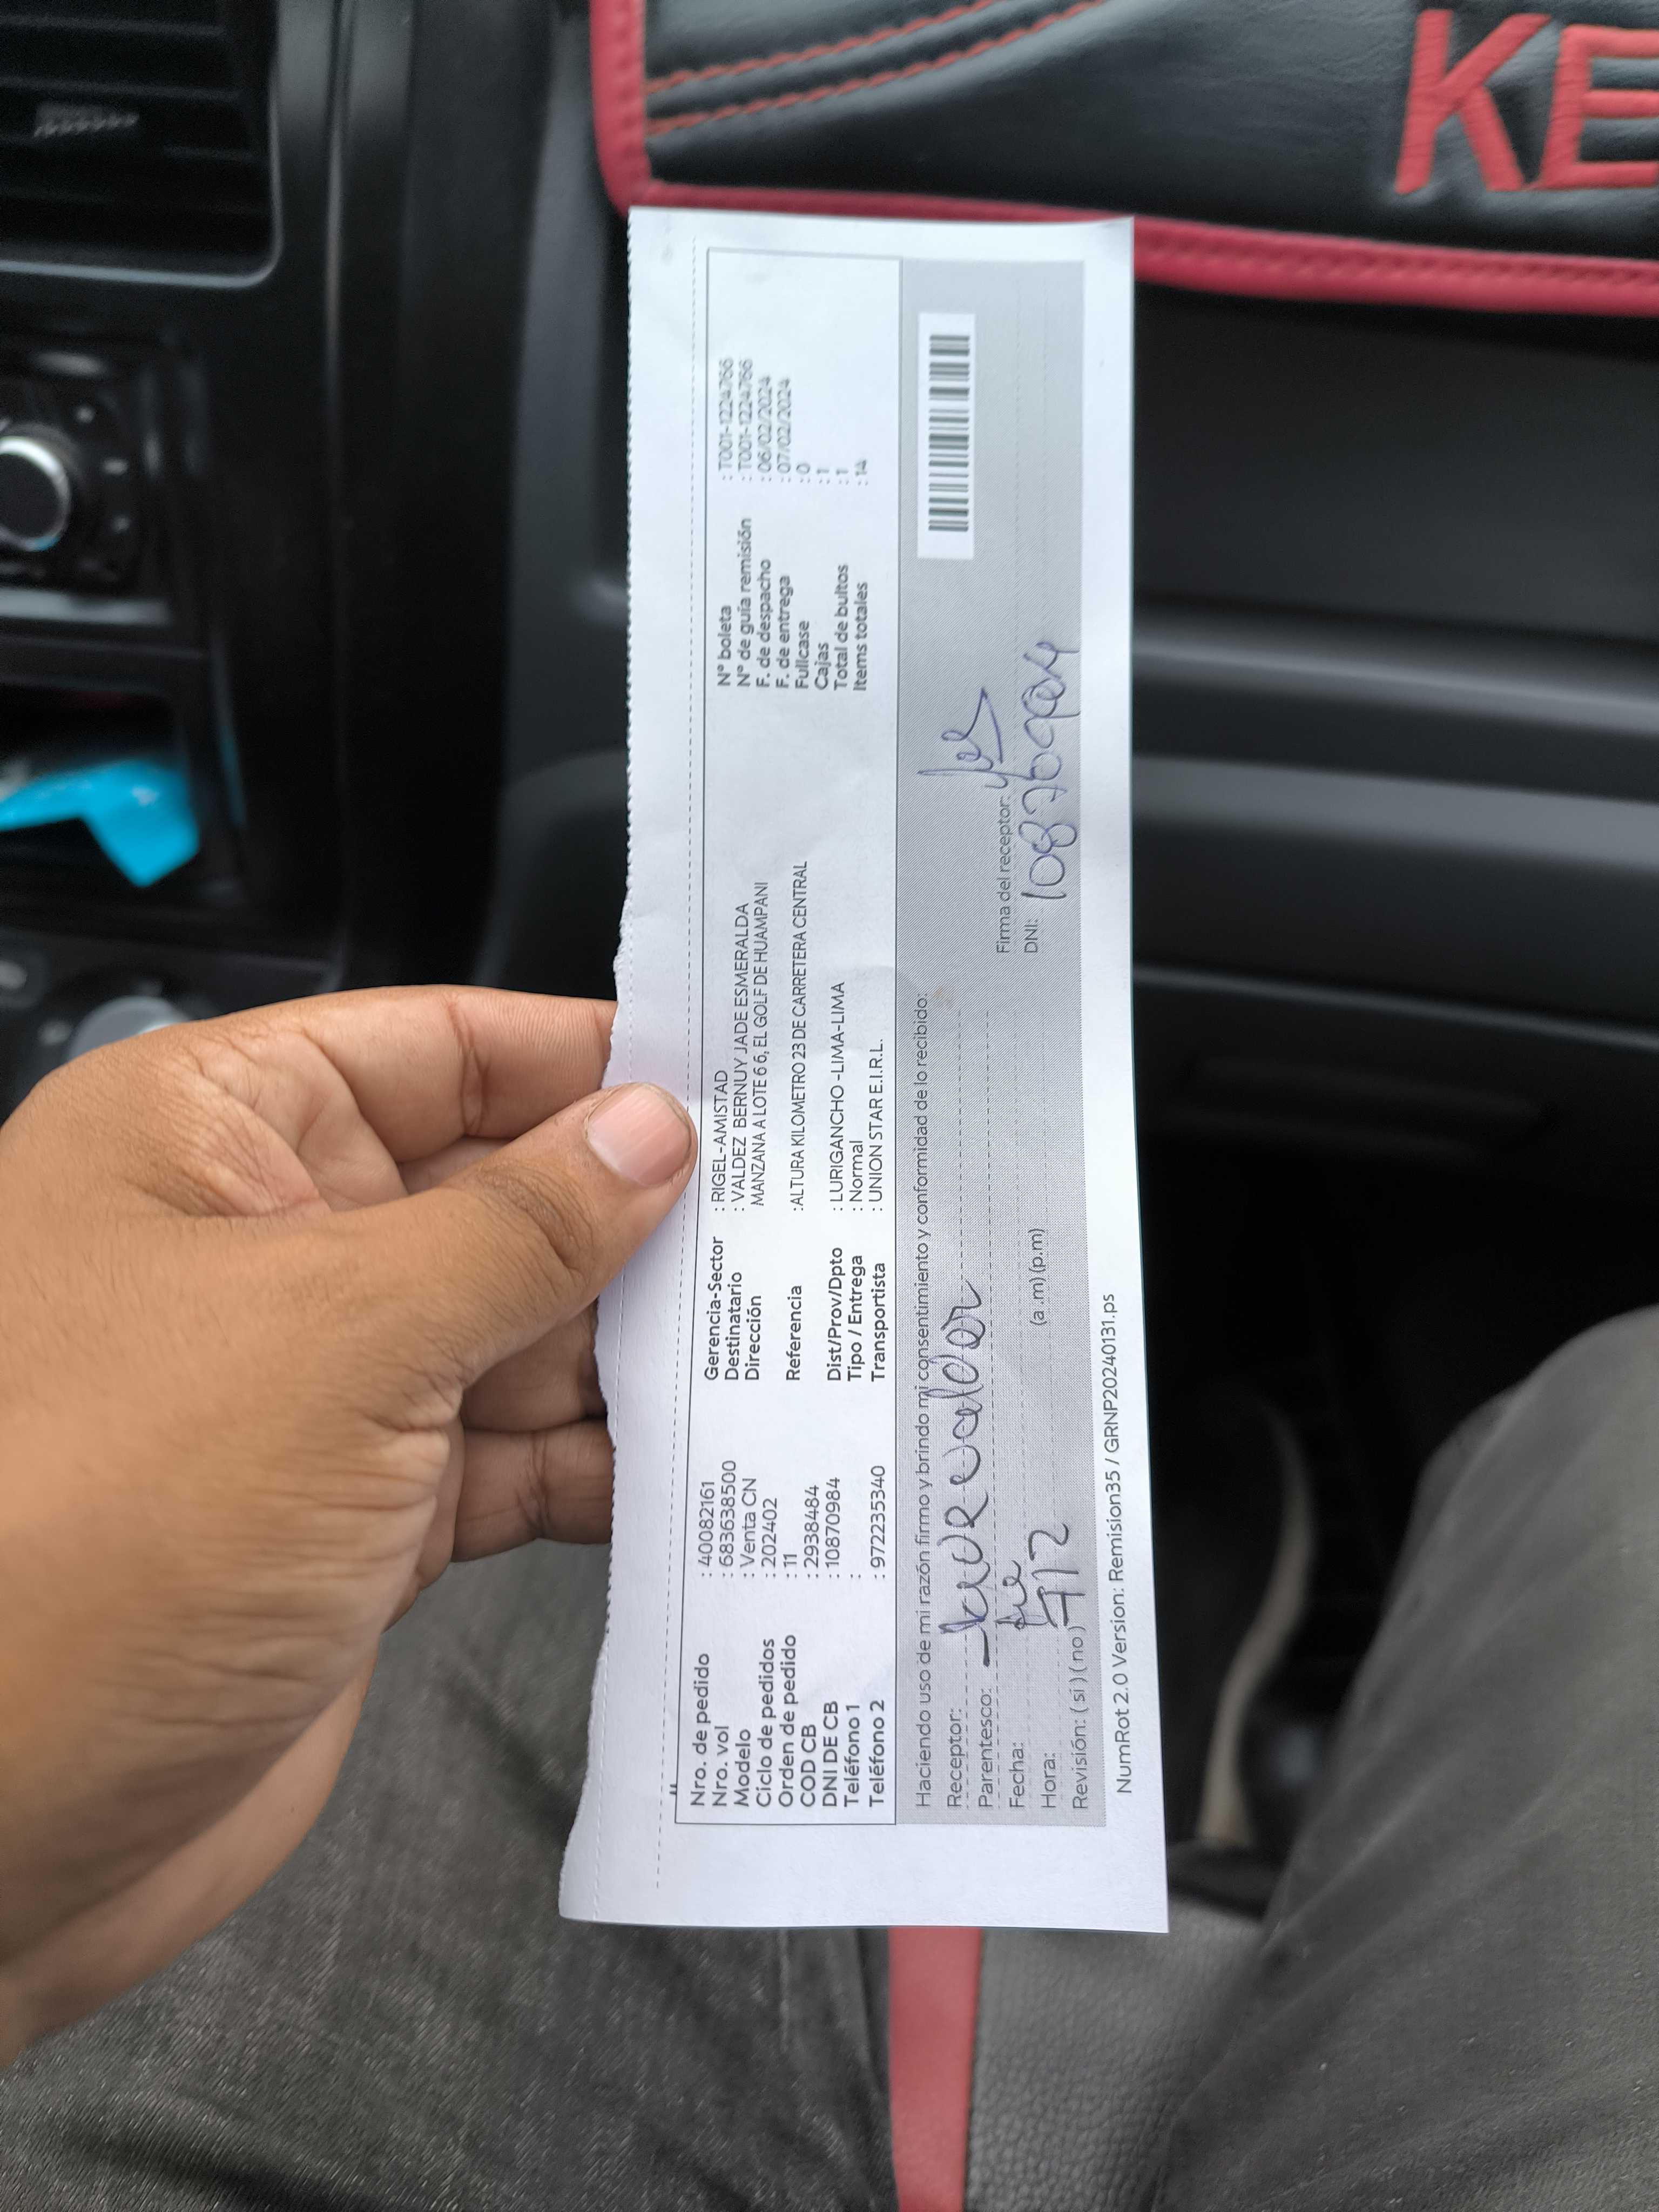 KE
Nro. de pedido : 40082161 Gerencia-Sector : RIGEL-AMISTAD Nº boleta : T001-1224766
Nro. vol : 683638500 Destinatario : VALDEZ BERNUY JADE ESMERALDA Nº de guía remisión : T001-1224766
Modelo : Venta CN Dirección MANZANA A LOTE 6 6, EL GOLF DE HUAMPANI F. de despacho : 06/02/2024
Ciclo de pedidos : 202402 F. de entrega : 07/02/2024
Orden de pedido : 11 Referencia : ALTURA KILOMETRO 23 DE CARRETERA CENTRAL Fullcase : 0
COD CB : 2938484 Cajas : 1
DNI DE CB : 10870984 Dist/Prov/Dpto : LURIGANCHO -LIMA-LIMA Total de bultos : 1
Teléfono 1 : Tipo / Entrega : Normal Items totales : 14
Teléfono 2 : 972235340 Transportista : UNION STAR E.I.R.L.
Haciendo uso de mi razón firmo y brindo mi consentimiento y conformidad de lo recibido.
Receptor:
Parentesco: Firma del receptor:
Fecha: DNI:
Hora: 712 (a .m) (p.m)
Revisión: ( si ) ( no )
NumRot 2.0 Version: Remision35 / GRNP20240131.ps